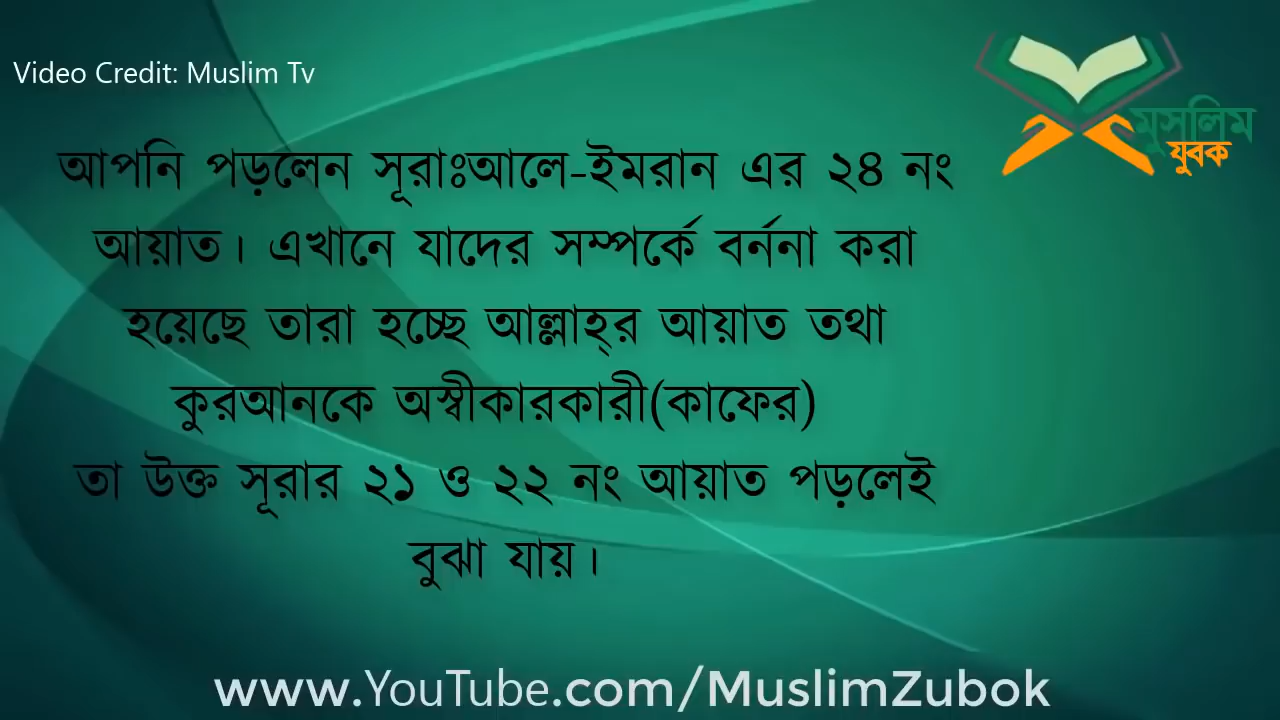 Video Credit: Muslim Tv
মুসলিম
যুবক
আপনি পড়লেন সূরাঃআলে-ইমরান এর ২৪ নং
আয়াত। এখানে যাদের সম্পর্কে বর্ননা করা
হয়েছে তারা হচ্ছে আল্লাহ্‌র আয়াত তথা
কুরআনকে অস্বীকারকারী(কাফের)
তা উক্ত সূরার ২১ ও ২২ নং আয়াত পড়লেই
বুঝা যায়।
www.YouTube.com/MuslimZubok